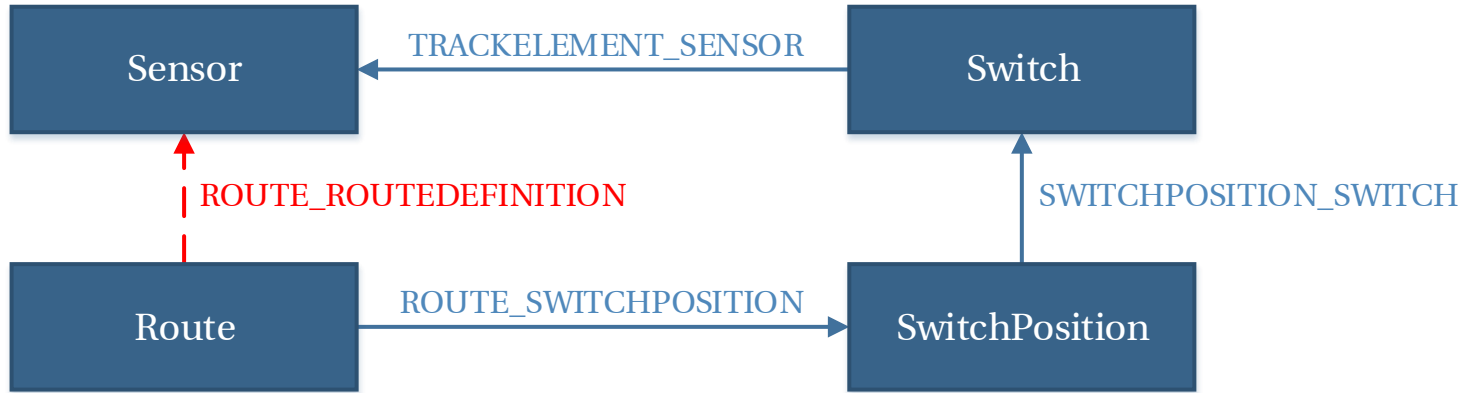 Sensor
TRACKELEMENT_SENSOR
Switch
ROUTE_ROUTEDEFINITION
SWITCHPOSITION_SWITCH
Route
ROUTE_SWITCHPOSITION
SwitchPosition